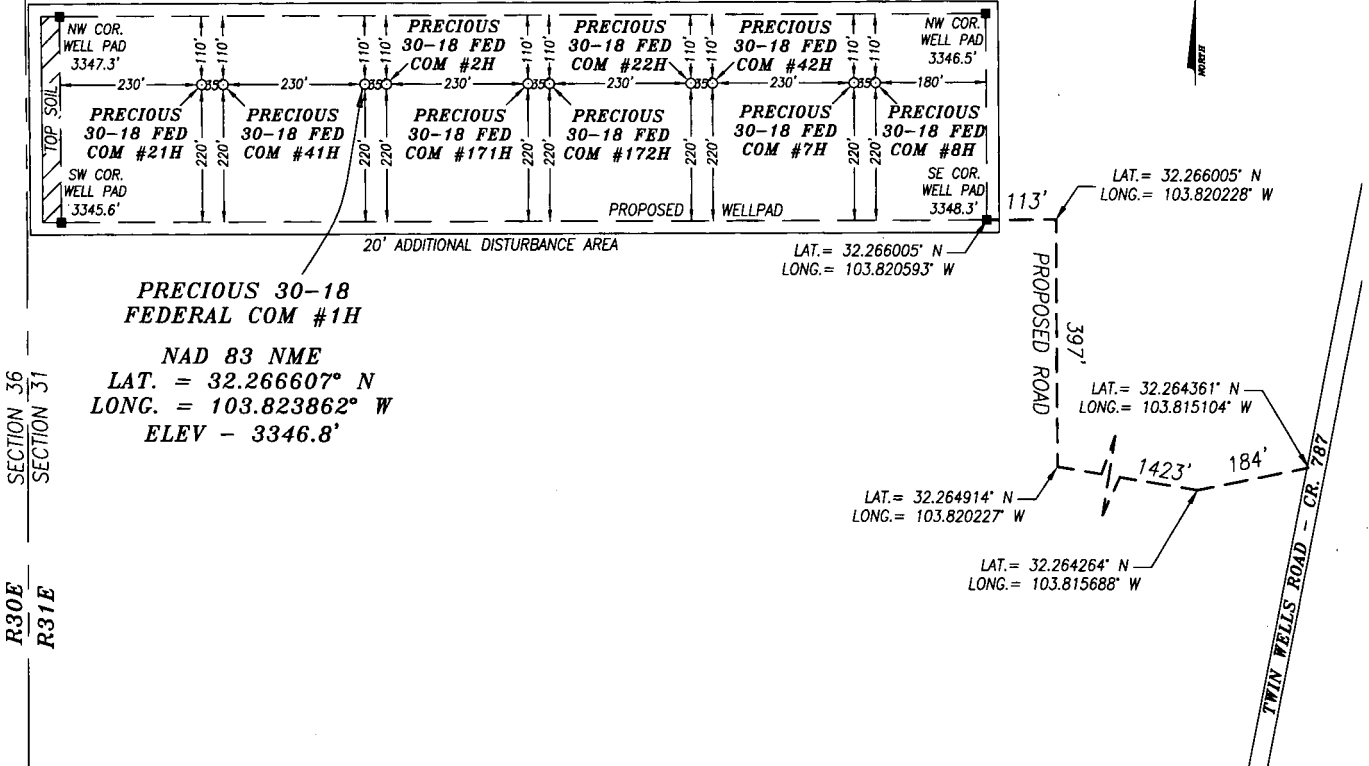 NW COR.
WELL PAD
3347.3'
110'
110'
110'
110'
PRECIOUS
30-18 FED
COM #2H
110'
110'
PRECIOUS
30-18 FED
COM #22H
110'
110'
PRECIOUS
30-18 FED
COM #42H
110'
110'
NW COR.
WELL PAD
3346.5'
NORTH
230'
35'
230'
35'
230'
35'
230'
35'
230'
35'
180'
TOP SOIL
PRECIOUS
30-18 FED
COM #21H
PRECIOUS
30-18 FED
COM #41H
PRECIOUS
30-18 FED
COM #171H
PRECIOUS
30-18 FED
COM #172H
PRECIOUS
30-18 FED
COM #7H
PRECIOUS
30-18 FED
COM #8H
220'
220'
220'
220'
220'
220'
220'
220'
220'
220'
SW COR.
WELL PAD
3345.6'
SE COR.
WELL PAD
3348.3'
PROPOSED WELLPAD
20' ADDITIONAL DISTURBANCE AREA
113'
LAT.= 32.266005° N
LONG.= 103.820228° W
LAT.= 32.266005° N
LONG.= 103.820593° W
PRECIOUS 30-18
FEDERAL COM #1H
NAD 83 NME
LAT. = 32.266607° N
LONG. = 103.823862° W
ELEV - 3346.8'
PROPOSED ROAD
397'
LAT.= 32.264361° N
LONG.= 103.815104° W
1423'
184'
LAT.= 32.264914° N
LONG.= 103.820227° W
LAT.= 32.264264° N
LONG.= 103.815688° W
TWIN WELLS ROAD - CR. 787
SECTION 36
SECTION 31
R30E
R31E